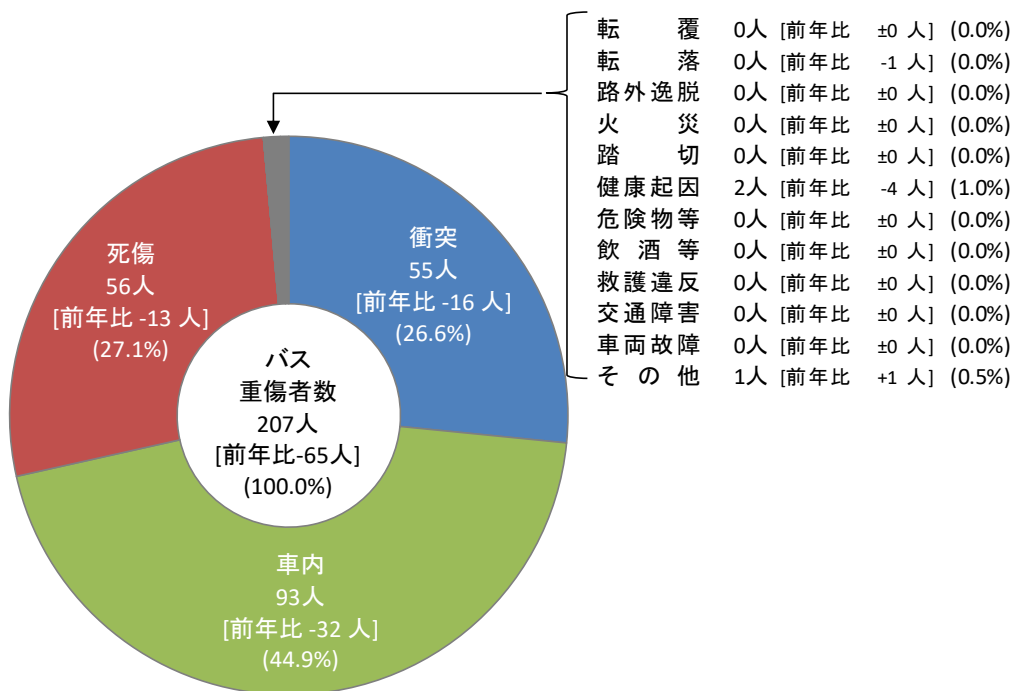 転覆 0人 [前年比 ±0 人] (0.0%)
転落 0人 [前年比 -1 人] (0.0%)
路外逸脱 0人 [前年比 ±0 人] (0.0%)
火災 0人 [前年比 ±0 人] (0.0%)
踏切 0人 [前年比 ±0 人] (0.0%)
健康起因 2人 [前年比 -4 人] (1.0%)
危険物等 0人 [前年比 ±0 人] (0.0%)
飲酒等 0人 [前年比 ±0 人] (0.0%)
救護違反 0人 [前年比 ±0 人] (0.0%)
交通障害 0人 [前年比 ±0 人] (0.0%)
車両故障 0人 [前年比 ±0 人] (0.0%)
その他 1人 [前年比 +1 人] (0.5%)
衝突
55人
[前年比 -16 人]
(26.6%)
死傷
56人
[前年比 -13 人]
(27.1%)
バス
重傷者数
207人
[前年比-65人]
(100.0%)
車内
93人
[前年比 -32 人]
(44.9%)